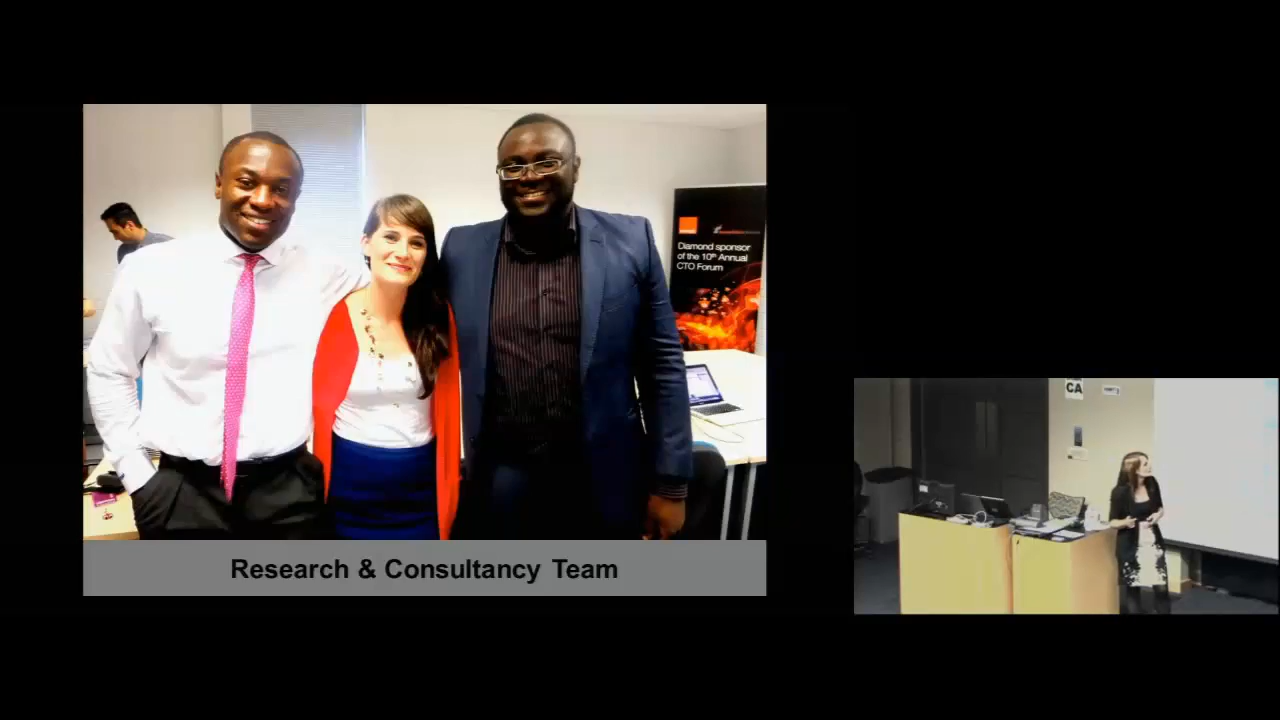 Diamond sponsor
of the 10th Annual
CTO Forum
Research & Consultancy Team
CA